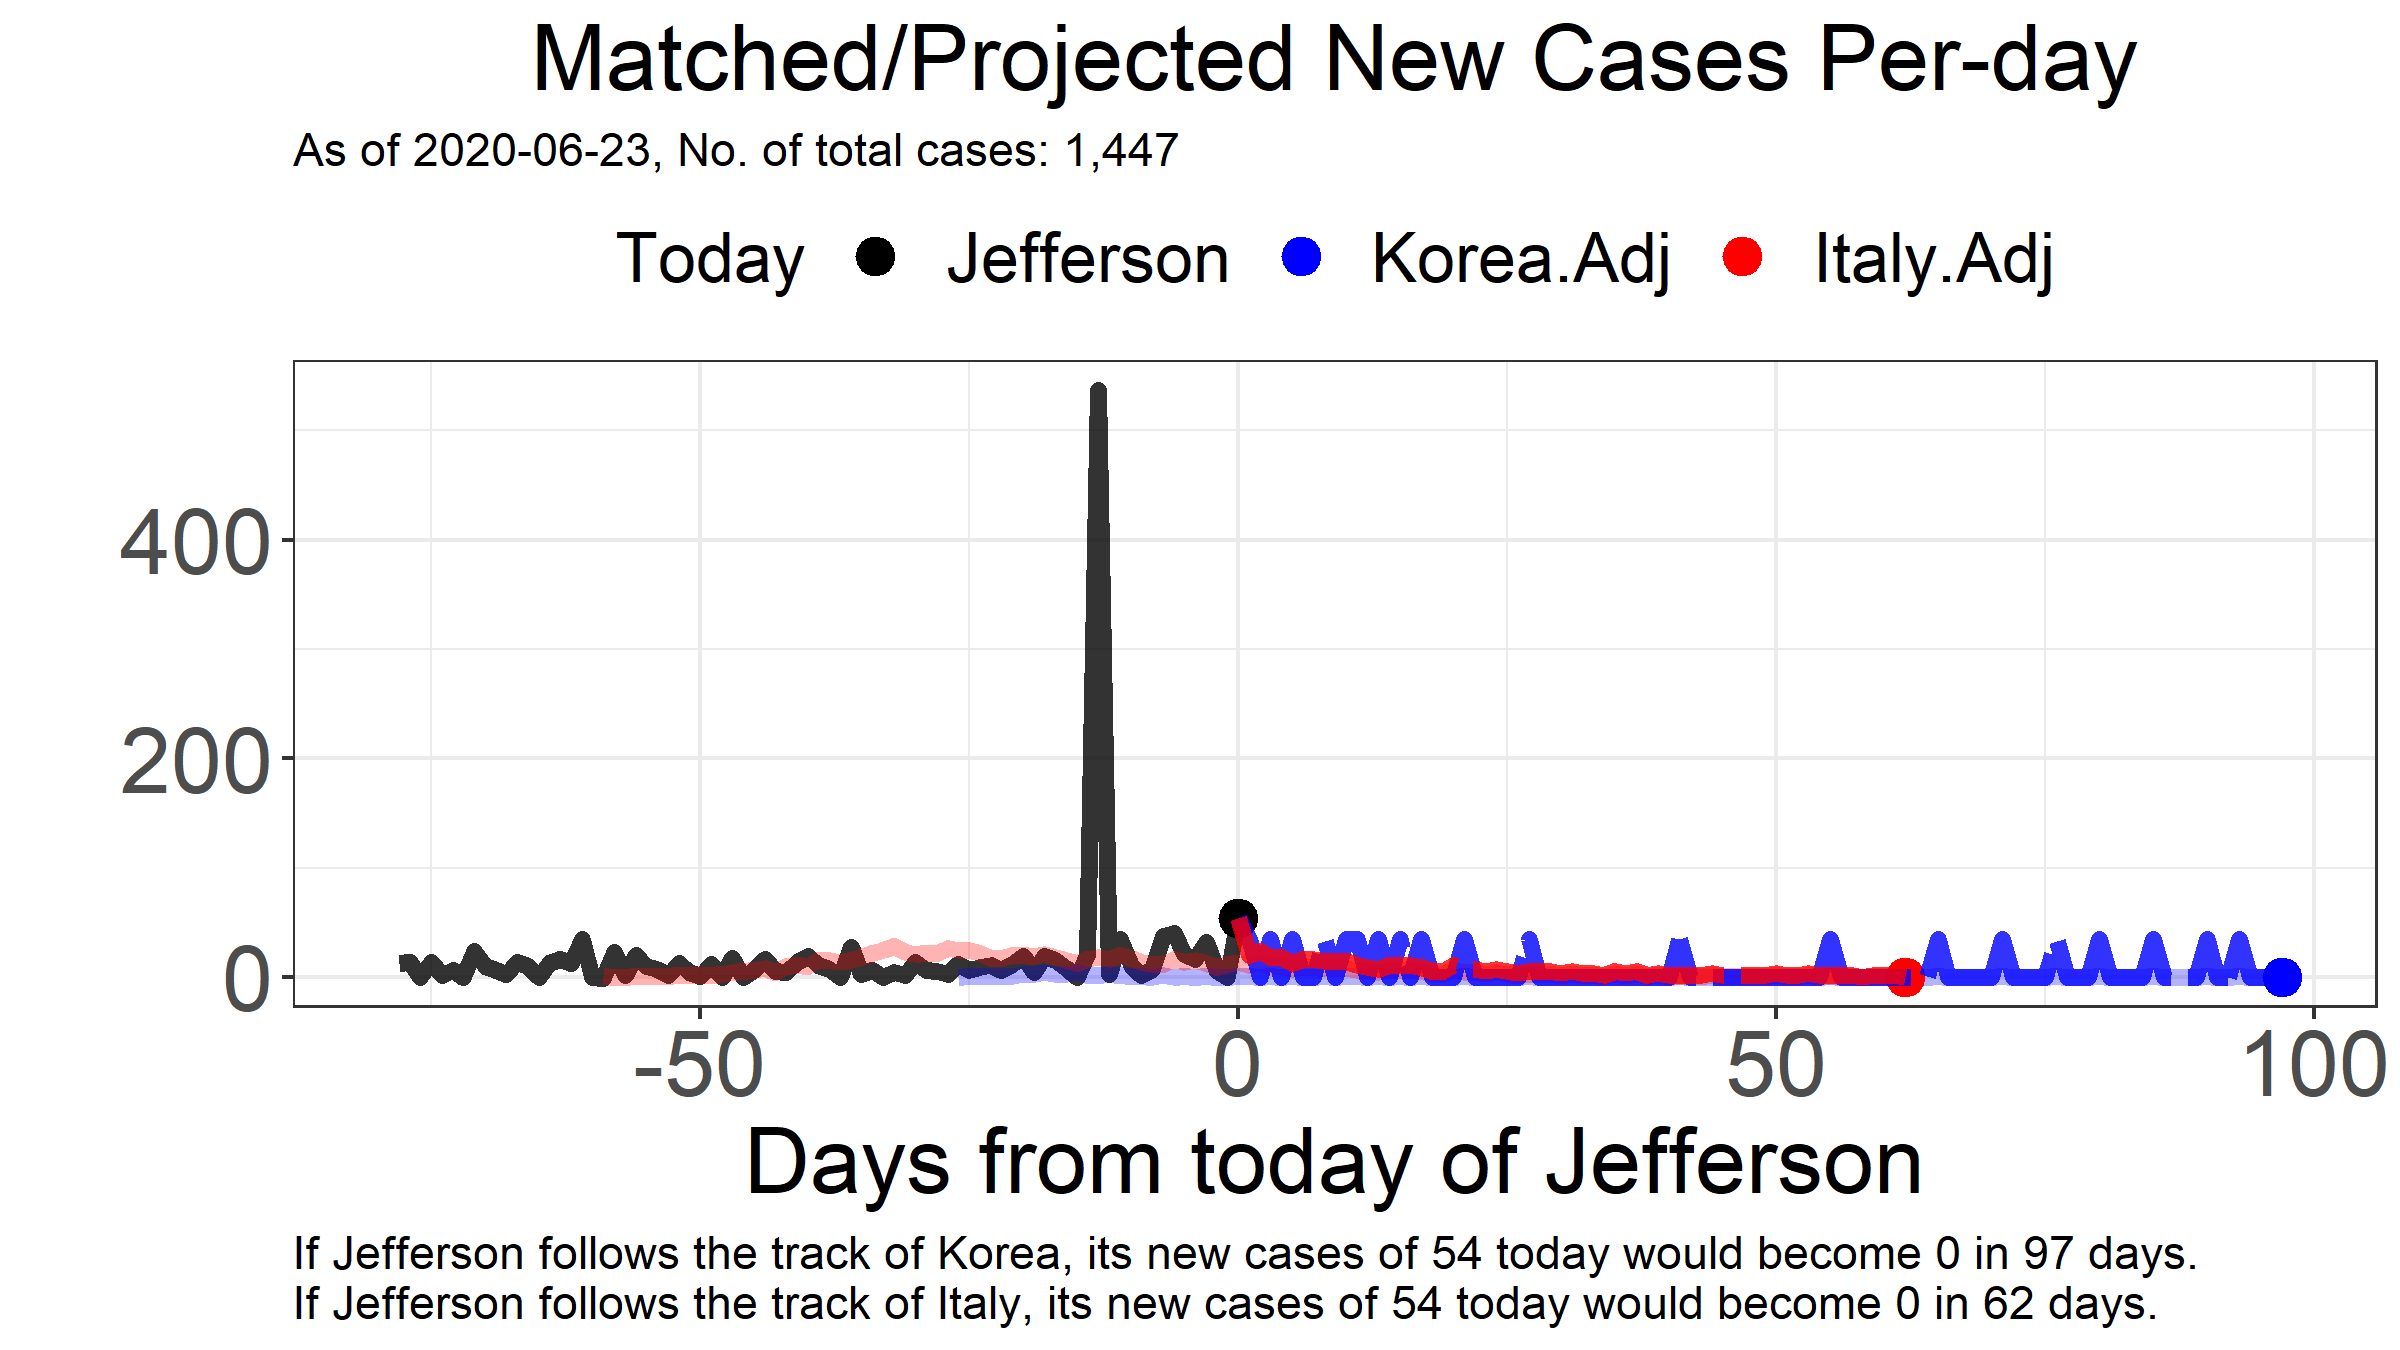 Matched/Projected New Cases Per-day
As of 2020-06-23, No. of total cases: 1,447
Today Jefferson Korea.Adj Italy.Adj
400
200
0
-50 0 50 100
Days from today of Jefferson
If Jefferson follows the track of Korea, its new cases of 54 today would become 0 in 97 days.
If Jefferson follows the track of Italy, its new cases of 54 today would become 0 in 62 days.